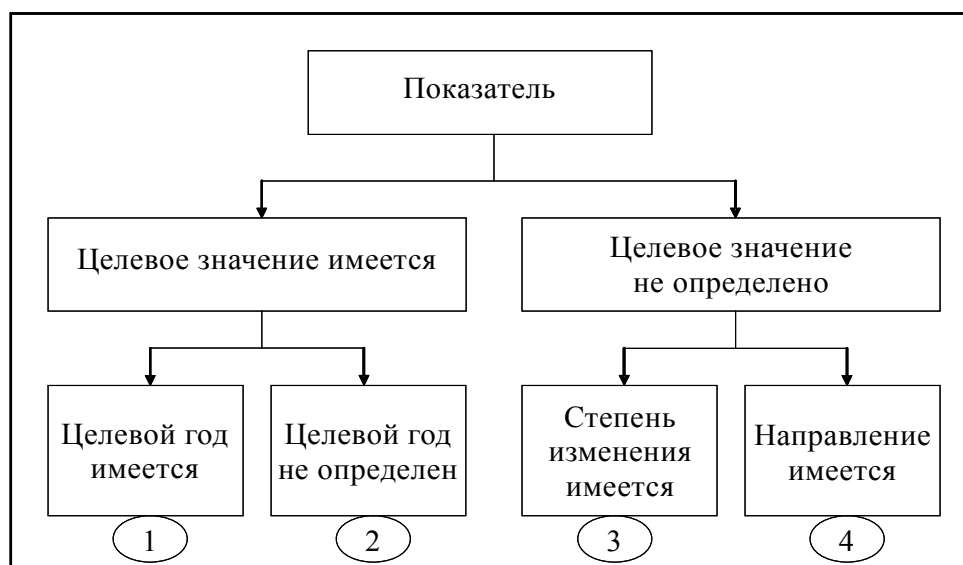 Показатель
Целевое значение имеется
Целевое значение
не определено
Целевой год
имеется
Целевой год
не определен
Степень
изменения
имеется
Направление
имеется
1
2
3
4